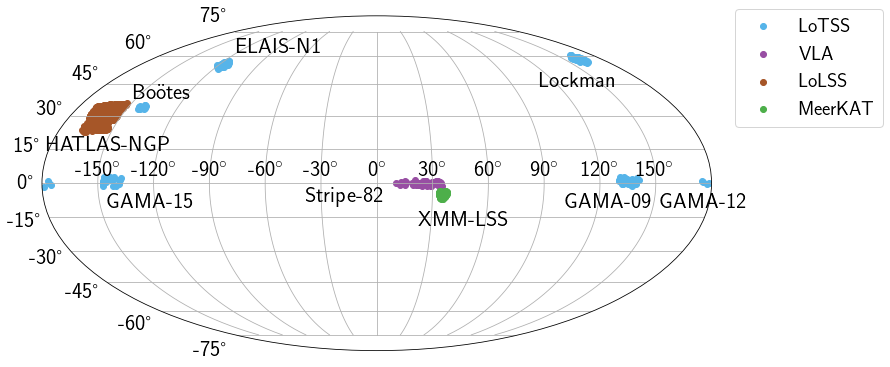 75°
60°
45°
30°
15°
0°
-15°
-30°
-45°
-60°
-75°
ELAIS-N1
Boötes
HATLAS-NGP
Lockman
-150° -120° -90° -60° -30° 0° 30° 60° 90° 120° 150°
GAMA-15
Stripe-82
XMM-LSS
GAMA-09
GAMA-12
LoTSS
VLA
LoLSS
MeerKAT